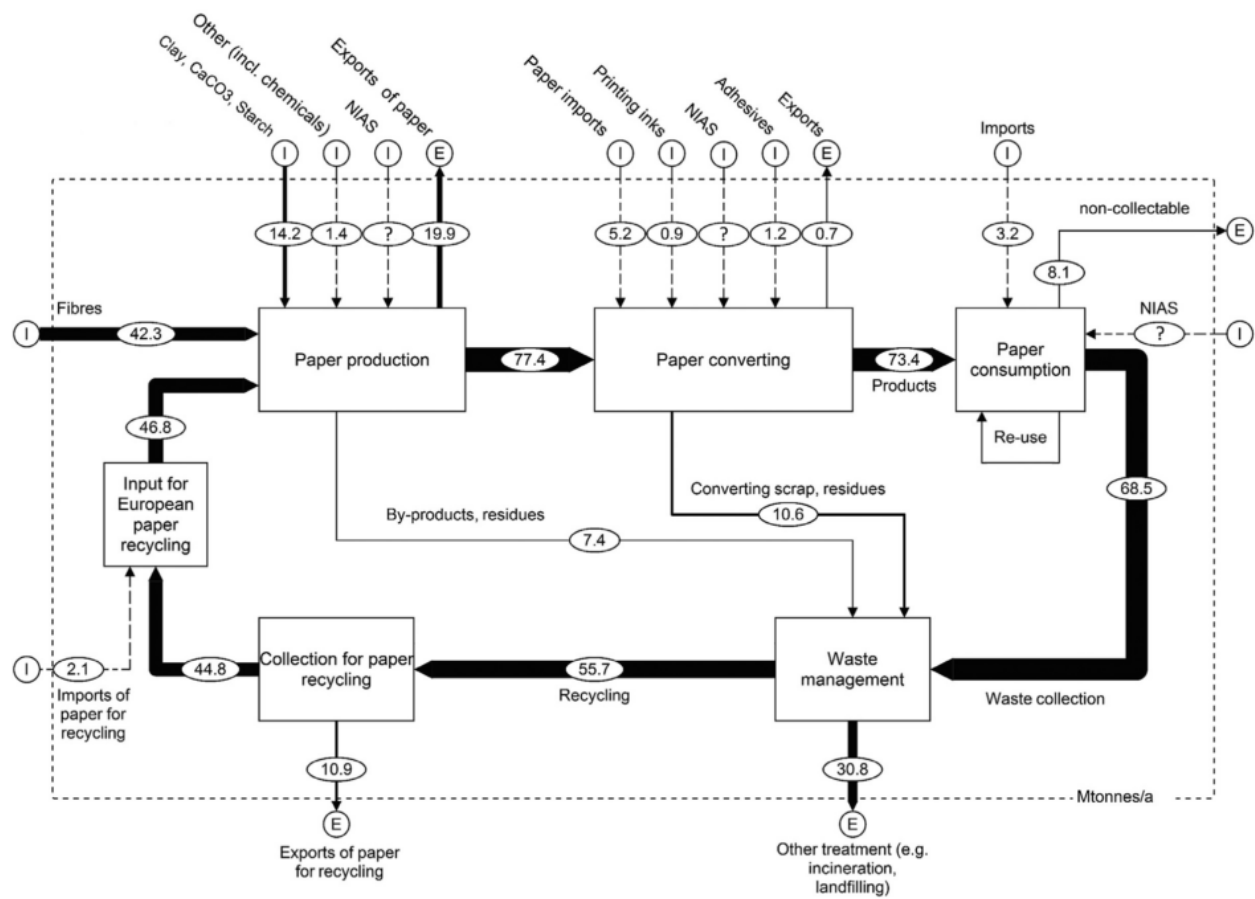 Clay, CaCO3, Starch
Other (incl. chemicals)
NIAS
Exports of paper
Paper imports
Printing inks
NIAS
Adhesives
Exports
Imports
I
I
I
E
I
I
I
I
E
I
non-collectable
E
14.2
1.4
?
19.9
5.2
0.9
?
1.2
0.7
3.2
8.1
Fibres
I
42.3
Paper production
77.4
Paper converting
73.4
Products
Paper
consumption
NIAS
?
I
Re-use
46.8
Input for
European
paper
recycling
Converting scrap, residues
10.6
By-products, residues
7.4
68.5
I
2.1
Imports of
paper for
recycling
44.8
Collection for paper
recycling
55.7
Recycling
Waste
management
Waste collection
10.9
30.8
Mtonnes/a
E
Exports of paper
for recycling
E
Other treatment (e.g.
incineration,
landfilling)